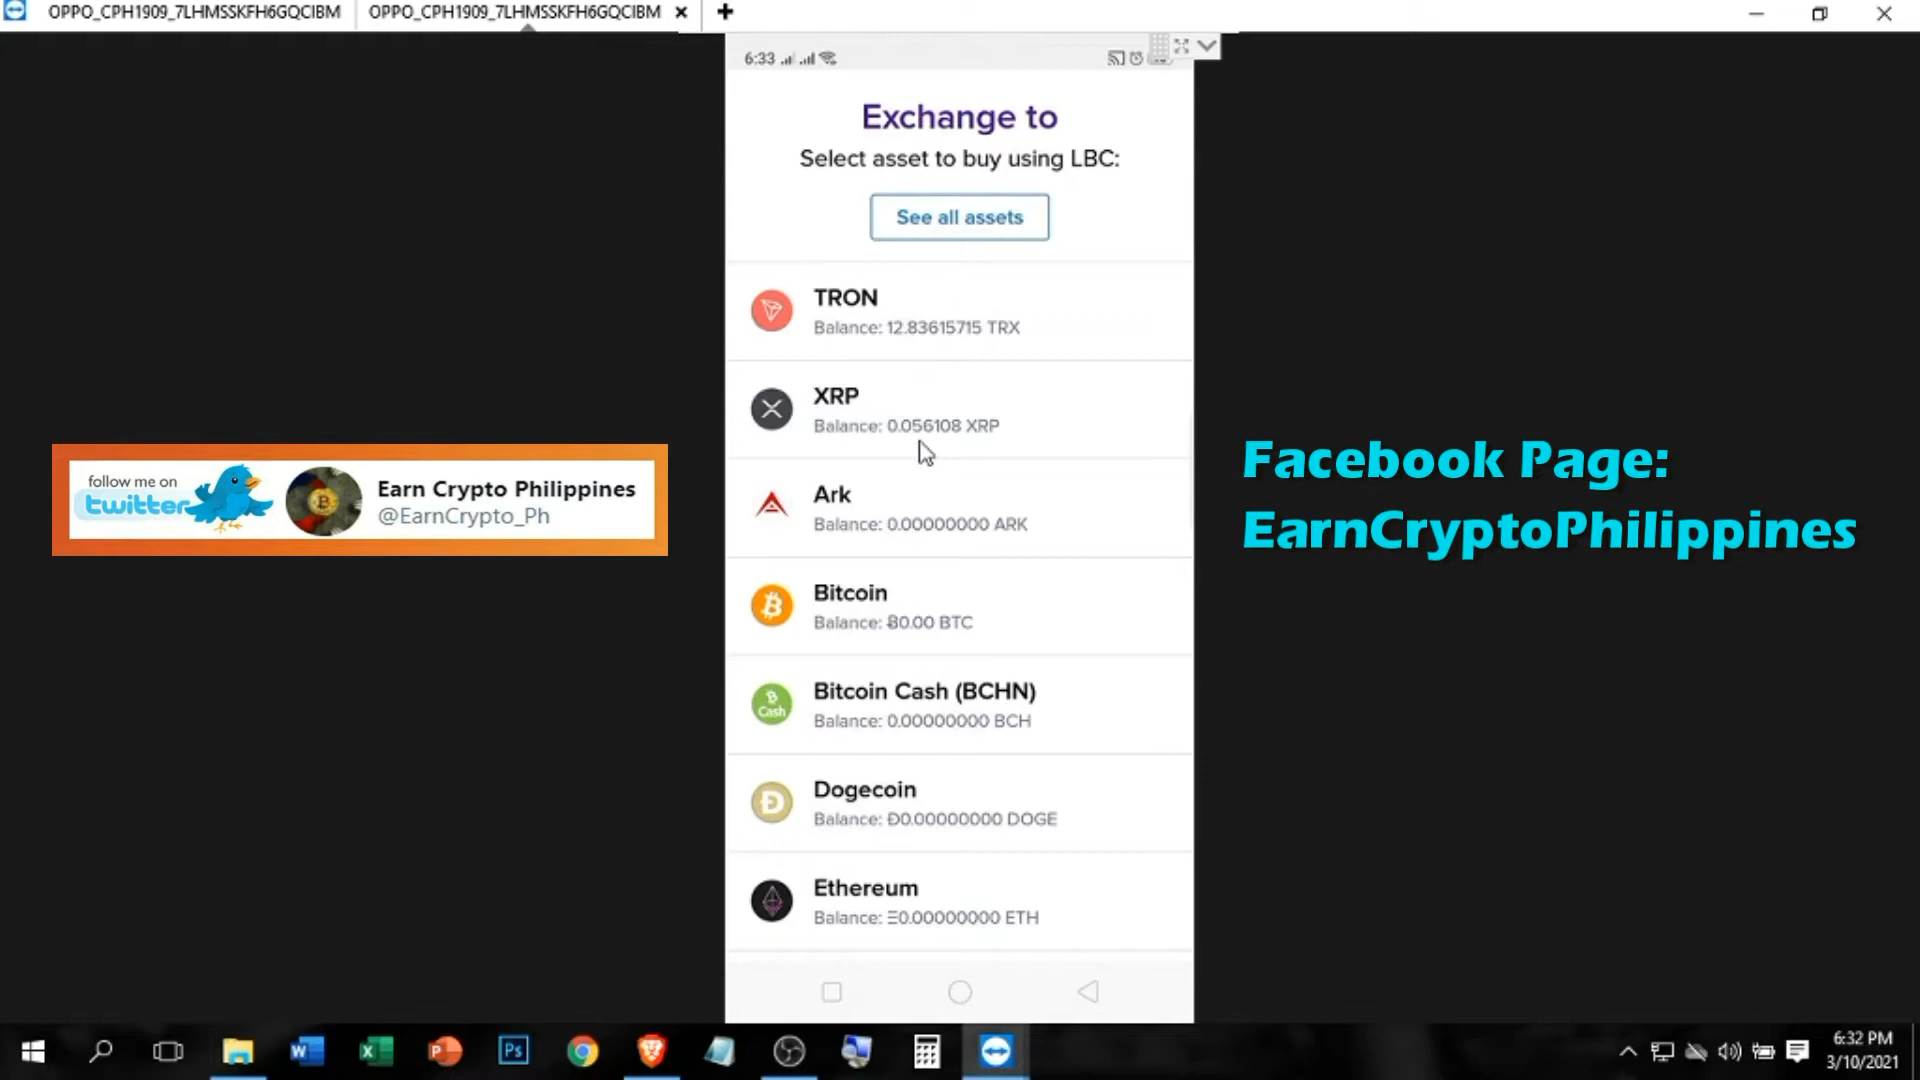 OPPO_CPH1909_7LHMSSKFH6GQCIBM
OPPO_CPH1909_7LHMSSKFH6GQCIBM
6:33
Exchange to
Select asset to buy using LBC:
See all assets
TRON
Balance: 12.83615715 TRX
XRP
Balance: 0.056108 XRP
Ark
Balance: 0.00000000 ARK
Bitcoin
Balance: Ƀ0.00 BTC
Bitcoin Cash (BCHN)
Balance: 0.00000000 BCH
Dogecoin
Balance: Ð0.00000000 DOGE
Ethereum
Balance: Ξ0.00000000 ETH
follow me on
twitter
Earn Crypto Philippines
@EarnCrypto_Ph
Facebook Page:
EarnCryptoPhilippines
Cash
Ps
6:32 PM
3/10/2021